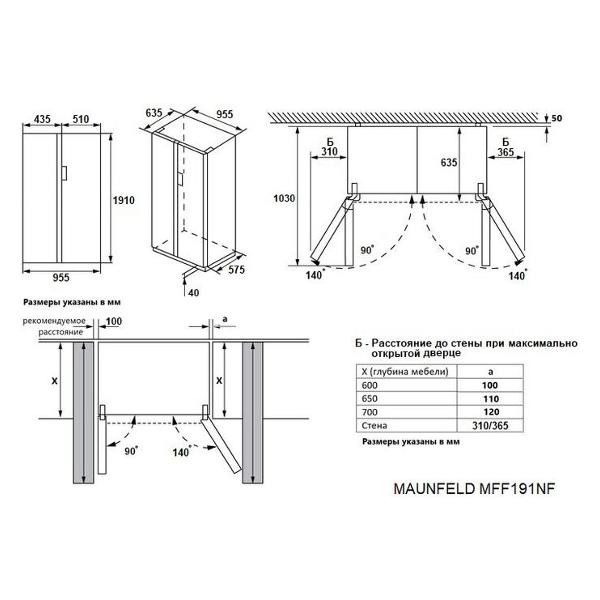 435 510
1910
955
635 955
575
40
Размеры указаны в мм
50
Б Б
310 635 365
1030
90° 90°
140° 140°
рекомендуемое
расстояние
100 a
X X
90° 140°
Б - Расстояние до стены при максимально
открытой дверце
X (глубина мебели) a
600 100
650 110
700 120
Стена 310/365
Размеры указаны в мм
MAUNFELD MFF191NF